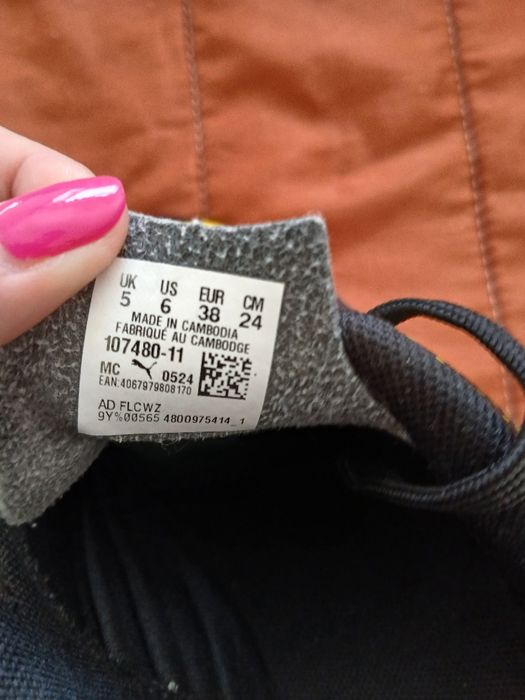 UK US EUR CM
5 6 38 24
MADE IN CAMBODIA
FABRIQUÉ AU CAMBODGE
107480-11
MC 0524
EAN:4067979808170
AD FLCWZ
9Y%00565 4800975414_1